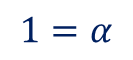 1 = α